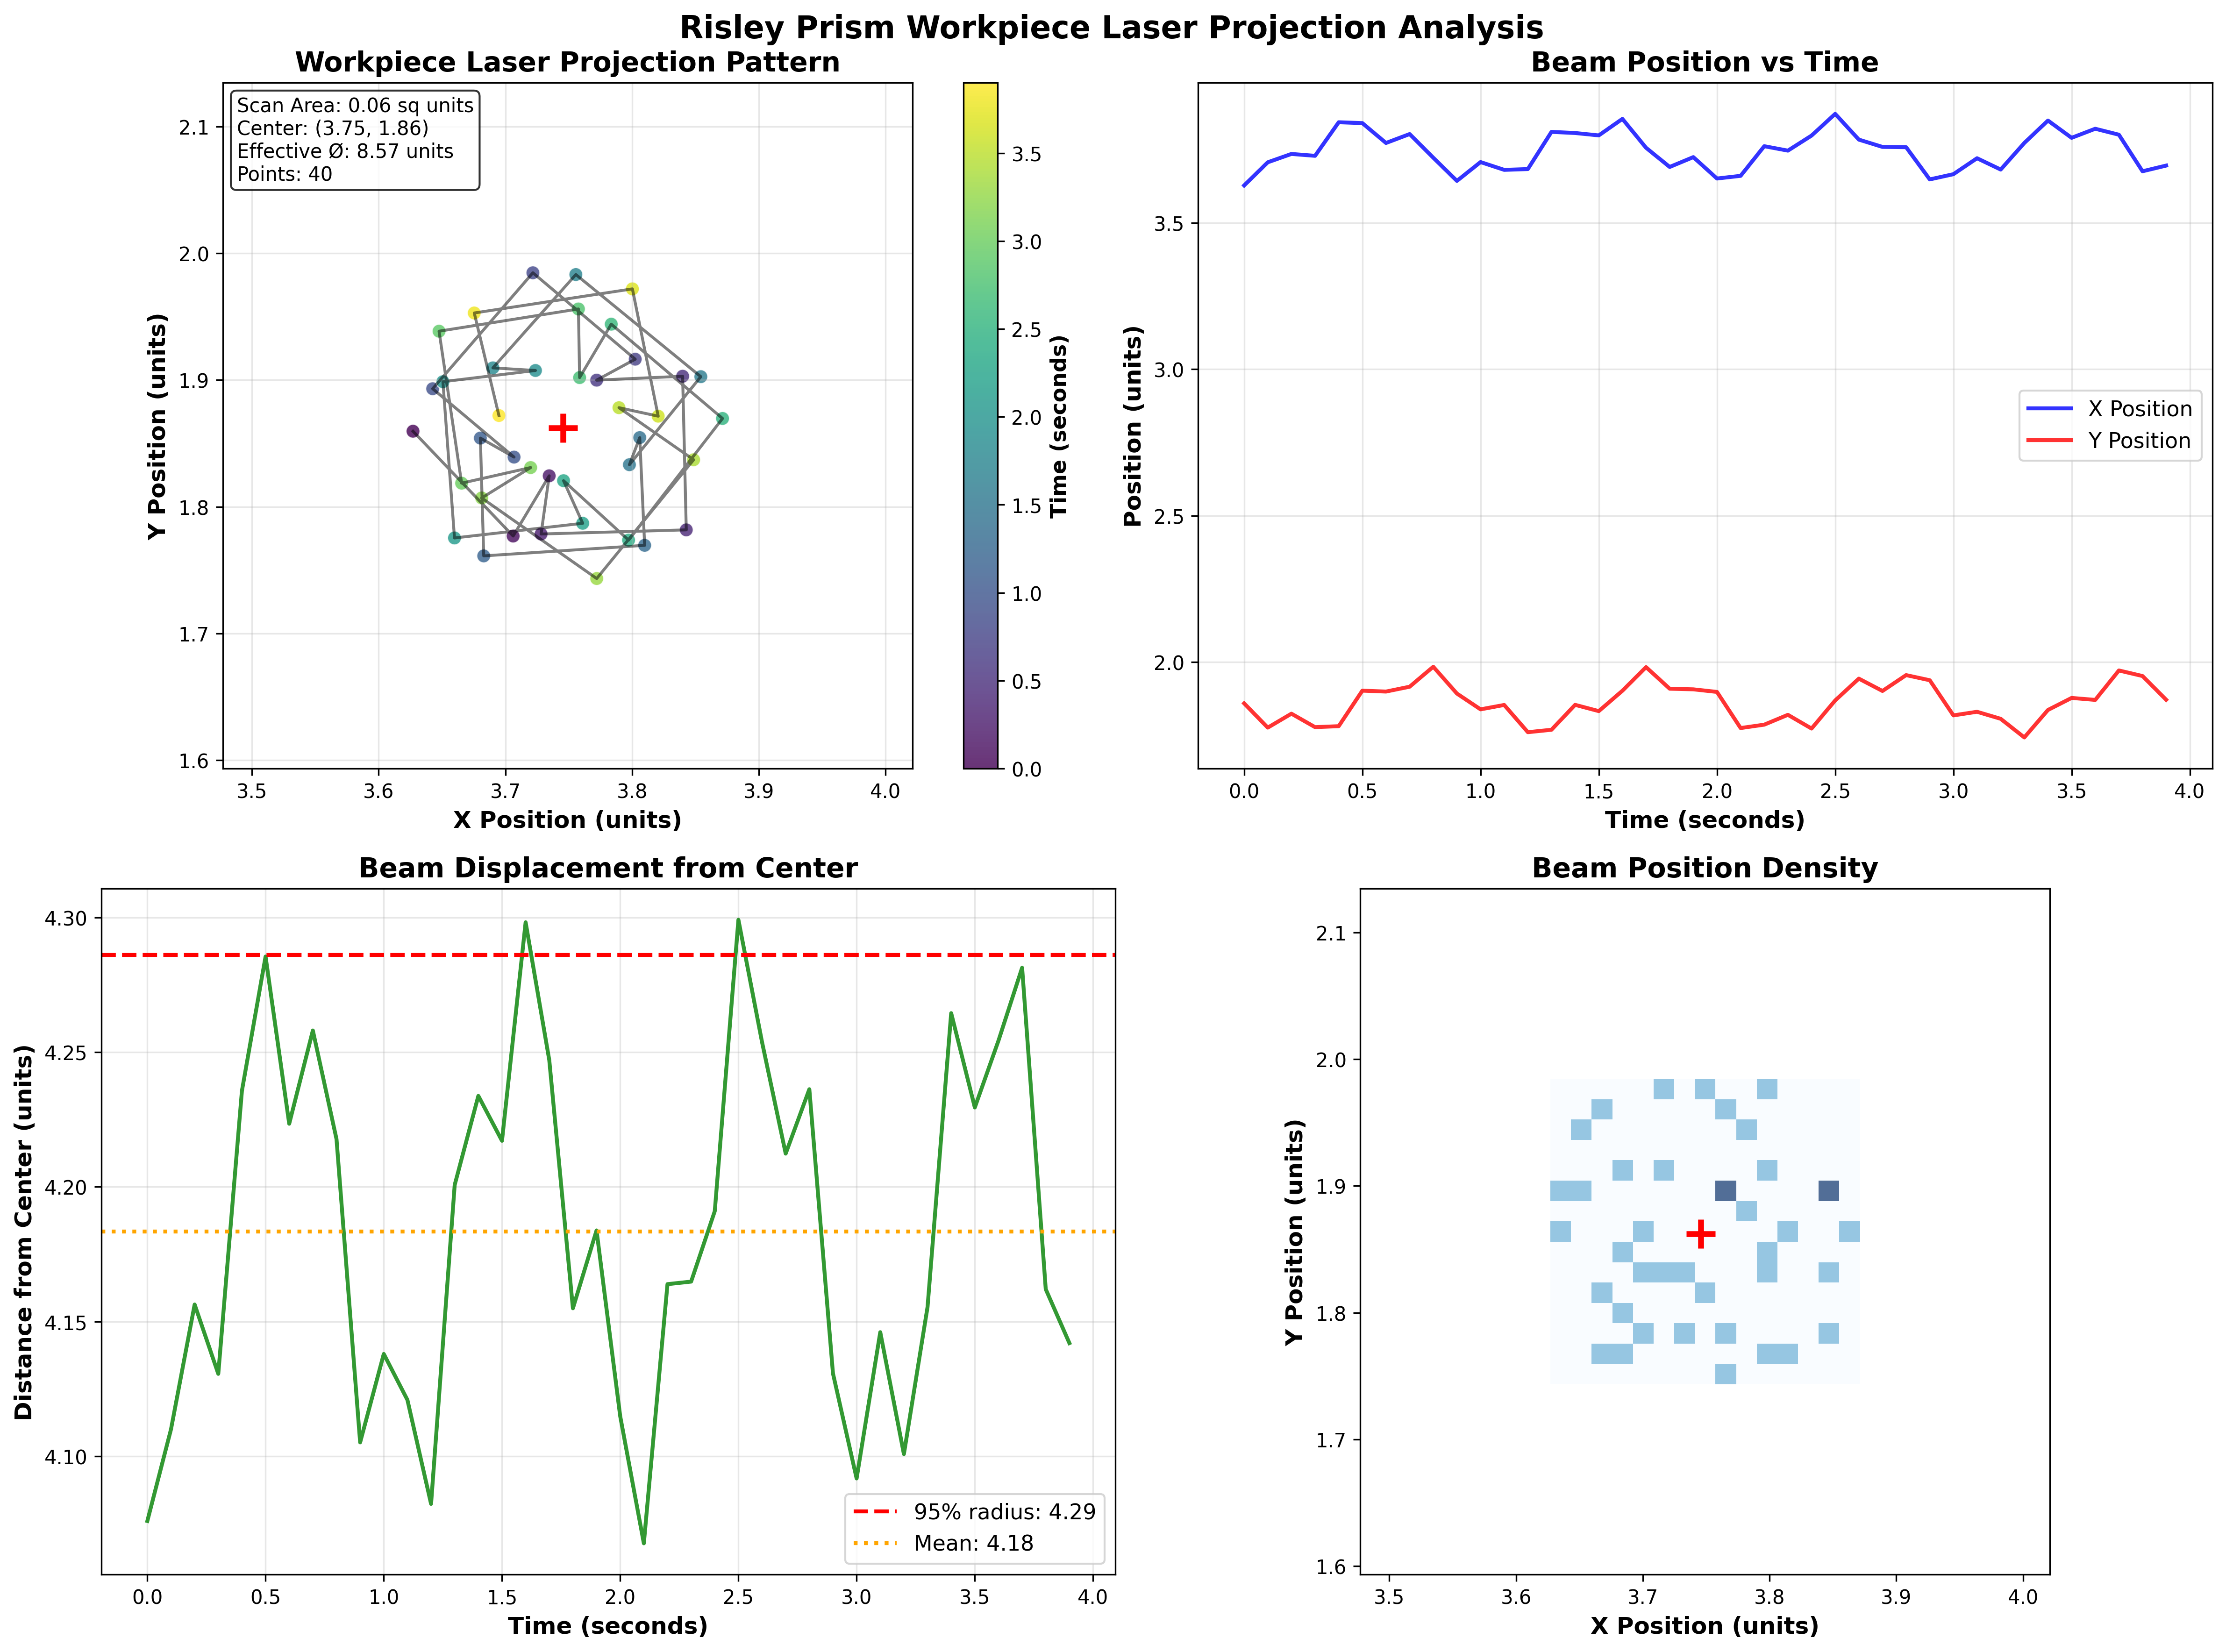 Risley Prism Workpiece Laser Projection Analysis
Workpiece Laser Projection Pattern
Scan Area: 0.06 sq units
Center: (3.75, 1.86)
Effective Ø: 8.57 units
Points: 40
2.1
2.0
1.9
1.8
1.7
1.6
Y Position (units)
3.5
3.6
3.7
3.8
3.9
4.0
X Position (units)
3.5
3.0
2.5
2.0
1.5
1.0
0.5
0.0
Time (seconds)
Beam Position vs Time
3.5
3.0
2.5
2.0
Position (units)
X Position
Y Position
0.0
0.5
1.0
1.5
2.0
2.5
3.0
3.5
4.0
Time (seconds)
Beam Displacement from Center
4.30
4.25
4.20
4.15
4.10
Distance from Center (units)
95% radius: 4.29
Mean: 4.18
0.0
0.5
1.0
1.5
2.0
2.5
3.0
3.5
4.0
Time (seconds)
Beam Position Density
2.1
2.0
1.9
1.8
1.7
1.6
Y Position (units)
3.5
3.6
3.7
3.8
3.9
4.0
X Position (units)